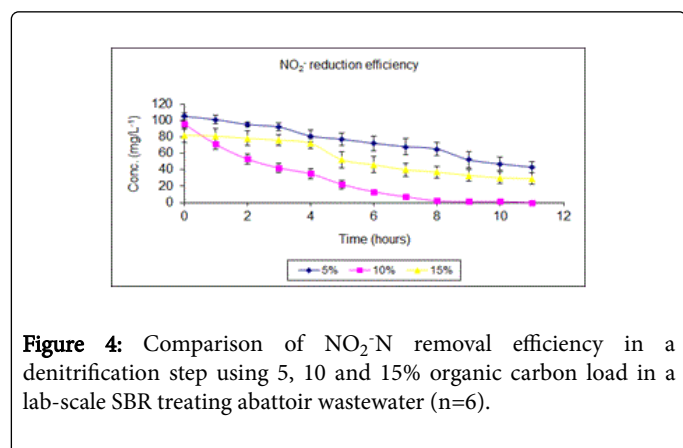 NO₂⁻ reduction efficiency
Conc. (mg/L-1)
120
100
80
60
40
20
0
0 2 4 6 8 10 12
Time (hours)
5% 10% 15%
Figure 4: Comparison of NO₂⁻N removal efficiency in a
denitrification step using 5, 10 and 15% organic carbon load in a
lab-scale SBR treating abattoir wastewater (n=6).